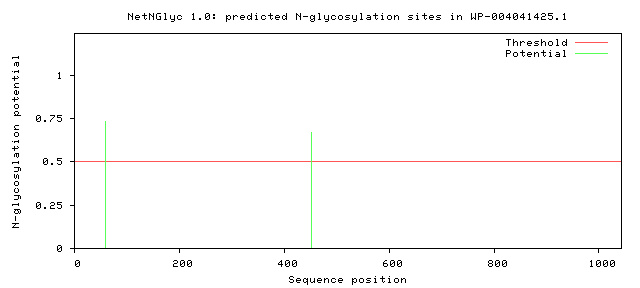 NetNGlyc 1.0: predicted N-glycosylation sites in WP-004041425.1
Threshold
Potential
1
0.75
0.5
0.25
0
N-glycosylation potential
0 200 400 600 800 1000
Sequence position